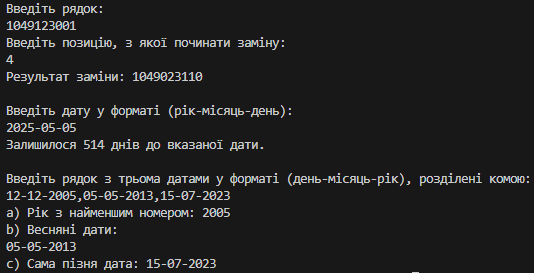 Введіть рядок:
1049123001
Введіть позицію, з якої починати заміну:
4
Результат заміни: 1049023110
Введіть дату у форматі (рік-місяць-день):
2025-05-05
Залишилося 514 днів до вказаної дати.
Введіть рядок з трьома датами у форматі (день-місяць-рік), розділені комою:
12-12-2005,05-05-2013,15-07-2023
a) Рік з найменшим номером: 2005
b) Весняні дати:
05-05-2013
c) Сама пізна дата: 15-07-2023